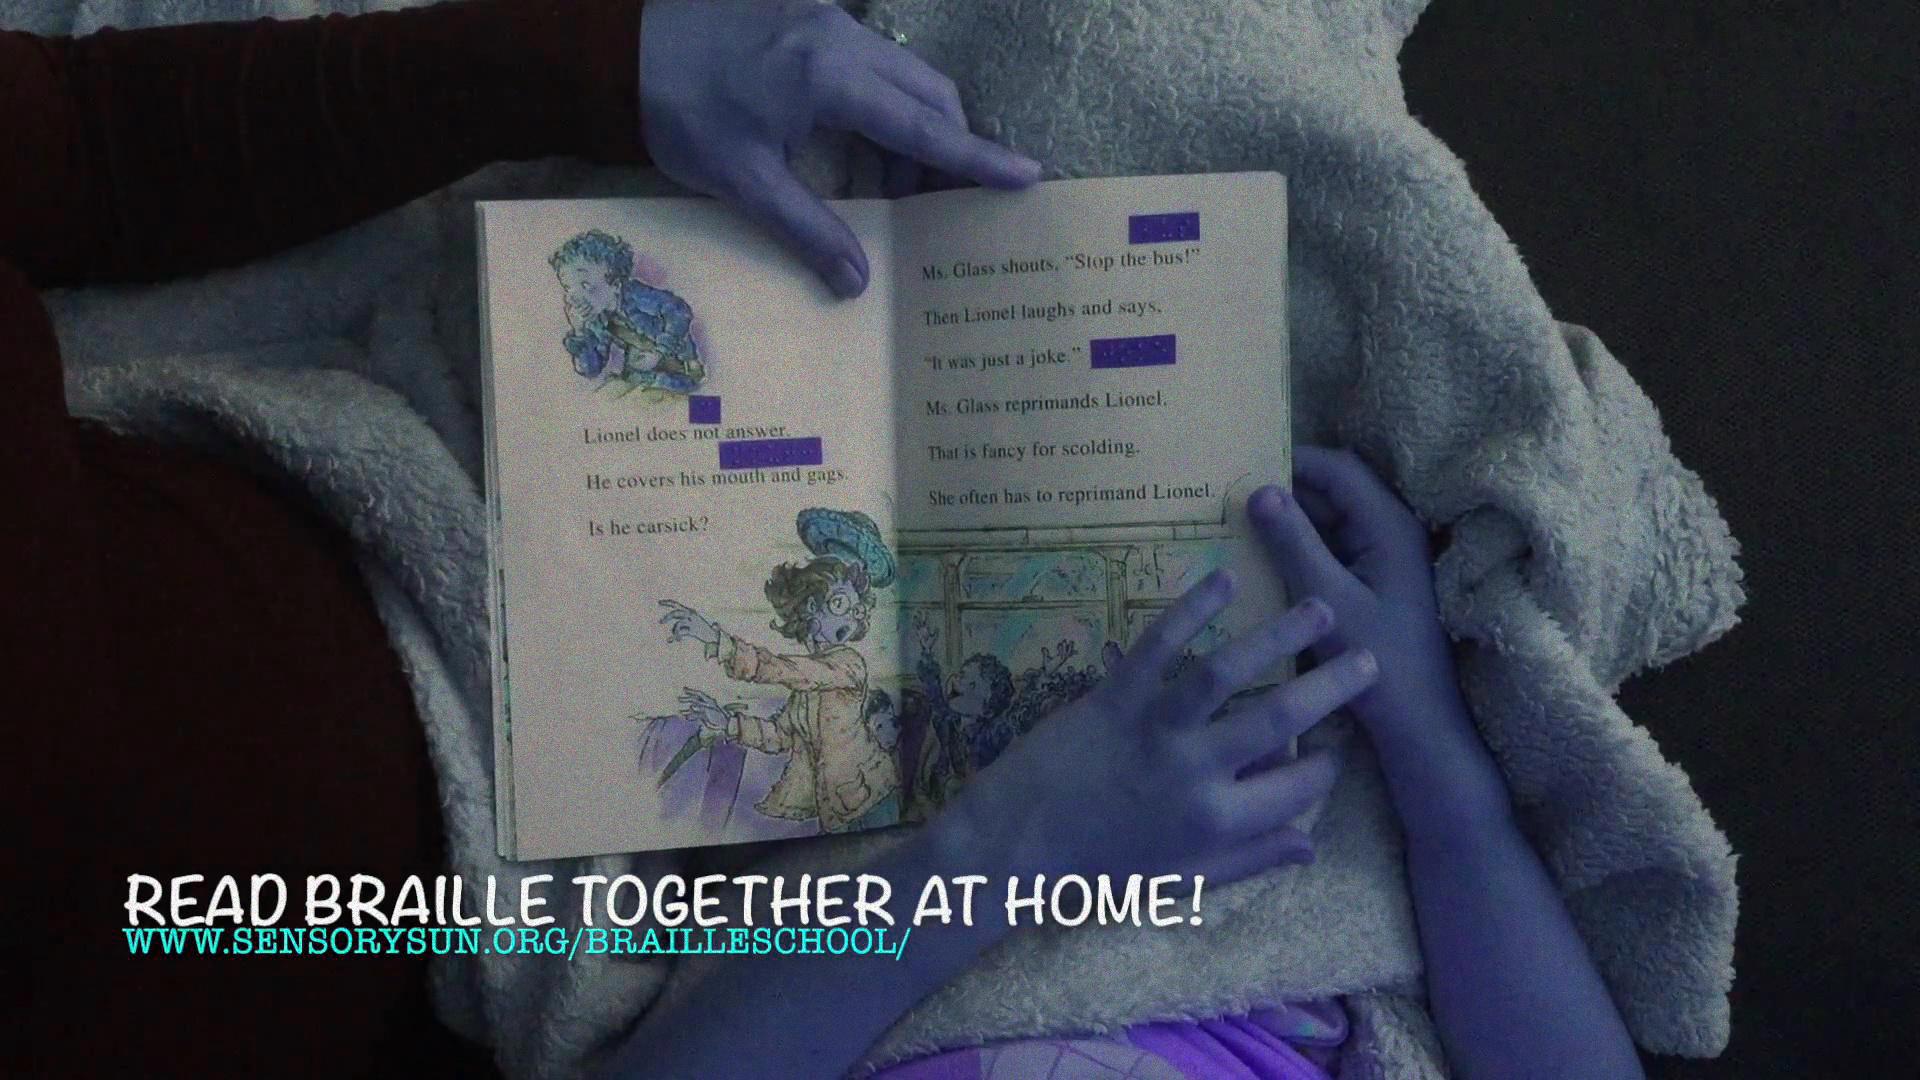 Lionel does not answer.
He covers his mouth and gags.
Is he carsick?
Ms. Glass shouts, "Stop the bus!"
Then Lionel laughs and says,
"It was just a joke."
Ms. Glass reprimands Lionel.
That is fancy for scolding.
She often has to reprimand Lionel.
READ BRAILLE TOGETHER AT HOME!
WWW.SENSORYSUN.ORG/BRAILLESCHOOL/